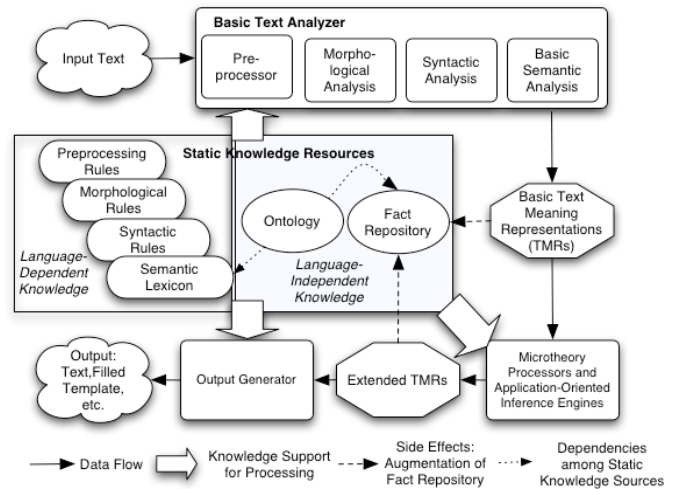 Basic Text Analyzer
Input Text
Pre-
processor
Morpho-
logical
Analysis
Syntactic
Analysis
Basic
Semantic
Analysis
Static Knowledge Resources
Preprocessing
Rules
Morphological
Rules
Syntactic
Rules
Semantic
Lexicon
Language-
Dependent
Knowledge
Ontology
Fact
Repository
Language-
Independent
Knowledge
Basic Text
Meaning
Representations
(TMRs)
Output:
Text,Filled
Template,
etc.
Output Generator
Extended TMRs
Microtheory
Processors and
Application-Oriented
Inference Engines
Data Flow
Knowledge Support
for Processing
Side Effects:
Augmentation of
Fact Repository
Dependencies
among Static
Knowledge Sources